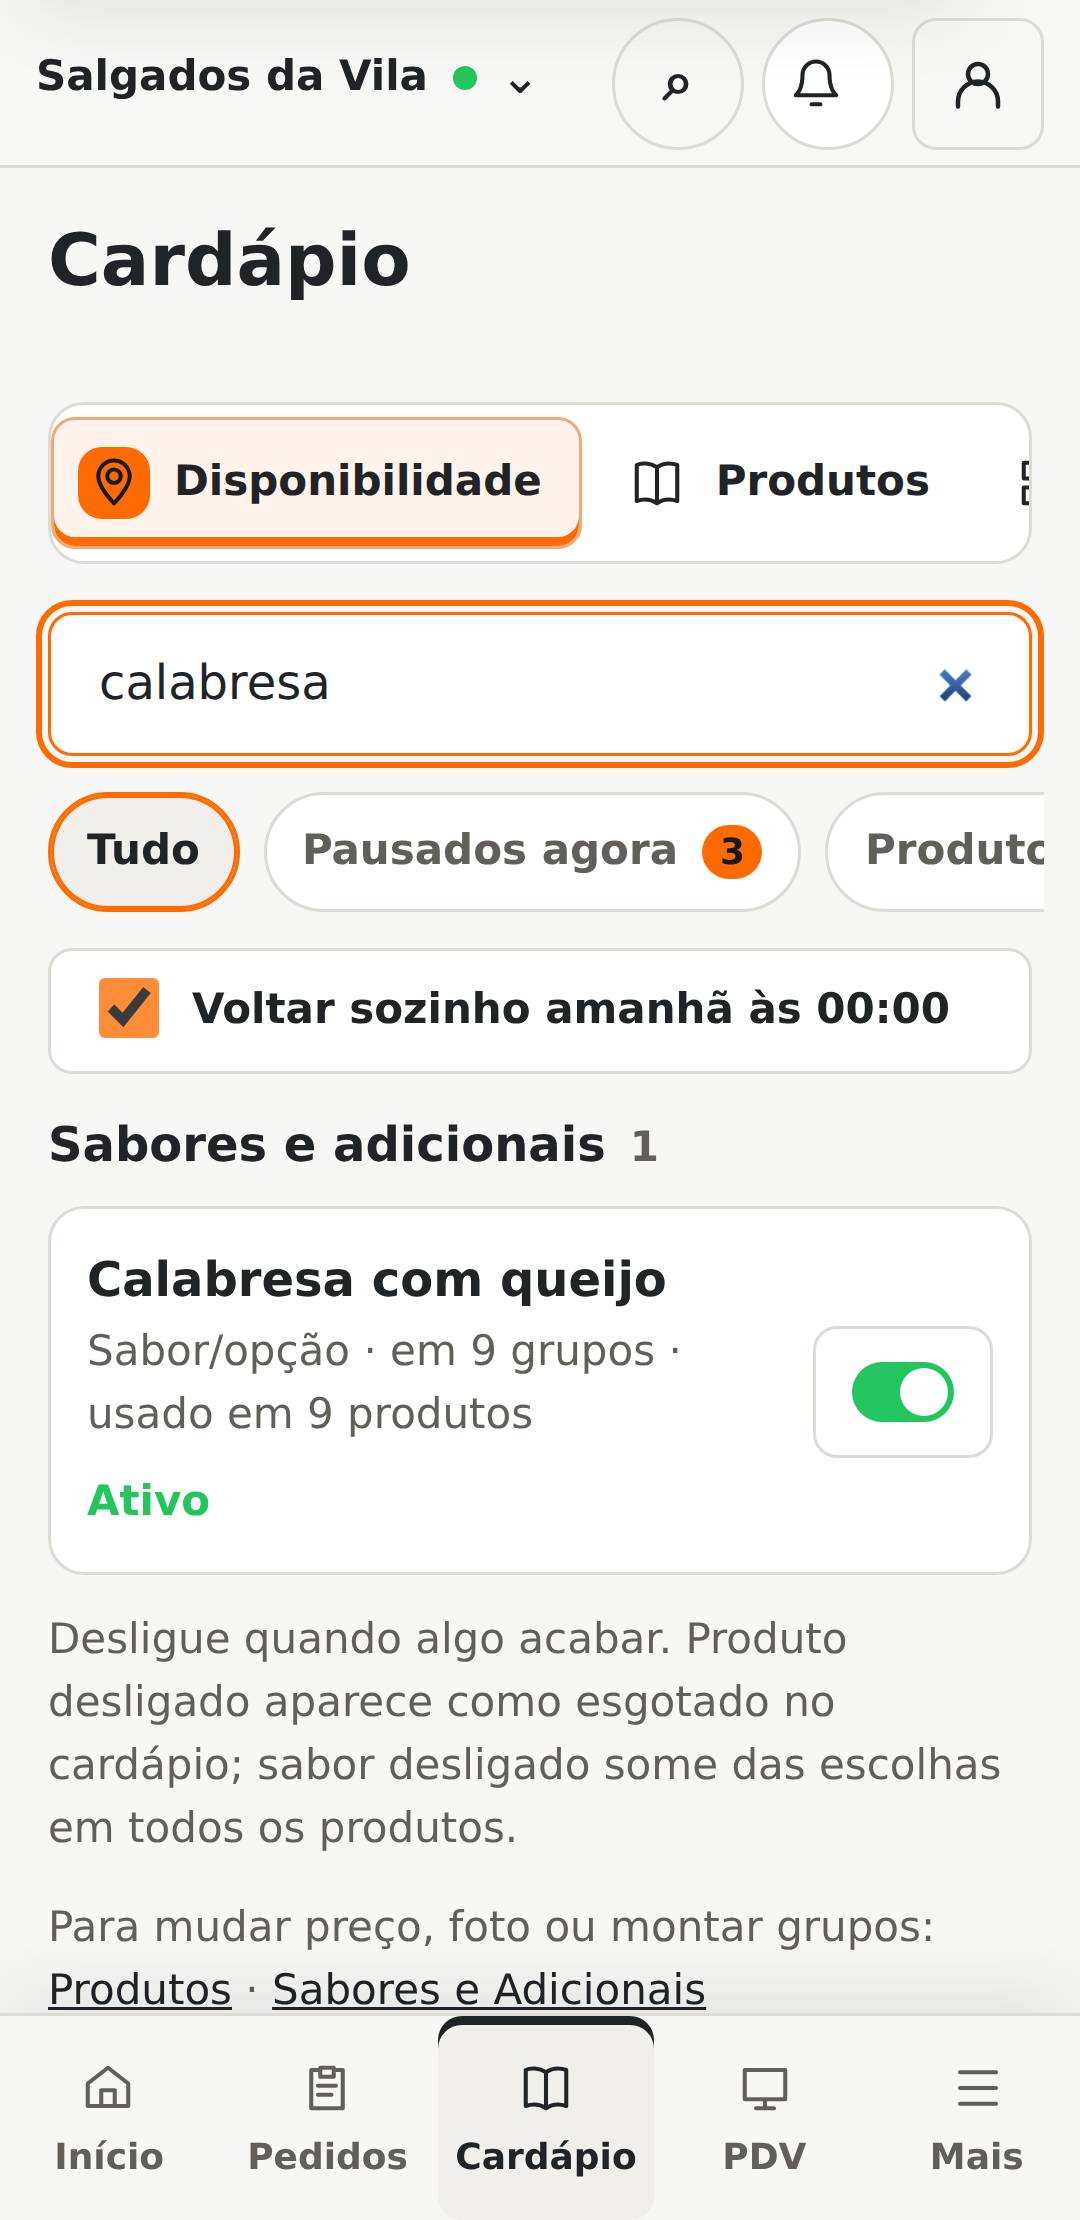 Salgados da Vila
Cardápio
Disponibilidade
Produtos
calabresa
Tudo
Pausados agora 3
Produto
Voltar sozinho amanhã às 00:00
Sabores e adicionais 1
Calabresa com queijo
Sabor/opção · em 9 grupos ·
usado em 9 produtos
Ativo
Desligue quando algo acabar. Produto
desligado aparece como esgotado no
cardápio; sabor desligado some das escolhas
em todos os produtos.
Para mudar preço, foto ou montar grupos:
Produtos · Sabores e Adicionais
Início
Pedidos
Cardápio
PDV
Mais